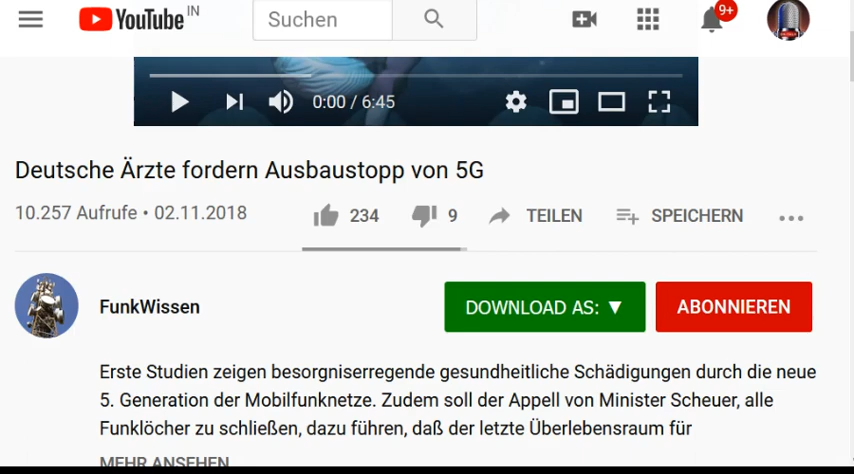 YouTube IN
Suchen
9+
0:00 / 6:45
Deutsche Ärzte fordern Ausbaustopp von 5G
10.257 Aufrufe • 02.11.2018
234
9
TEILEN
SPEICHERN
FunkWissen
DOWNLOAD AS: ▼
ABONNIEREN
Erste Studien zeigen besorgniserregende gesundheitliche Schädigungen durch die neue
5. Generation der Mobilfunknetze. Zudem soll der Appell von Minister Scheuer, alle
Funklöcher zu schließen, dazu führen, daß der letzte Überlebensraum für
MEHR ANSEHEN